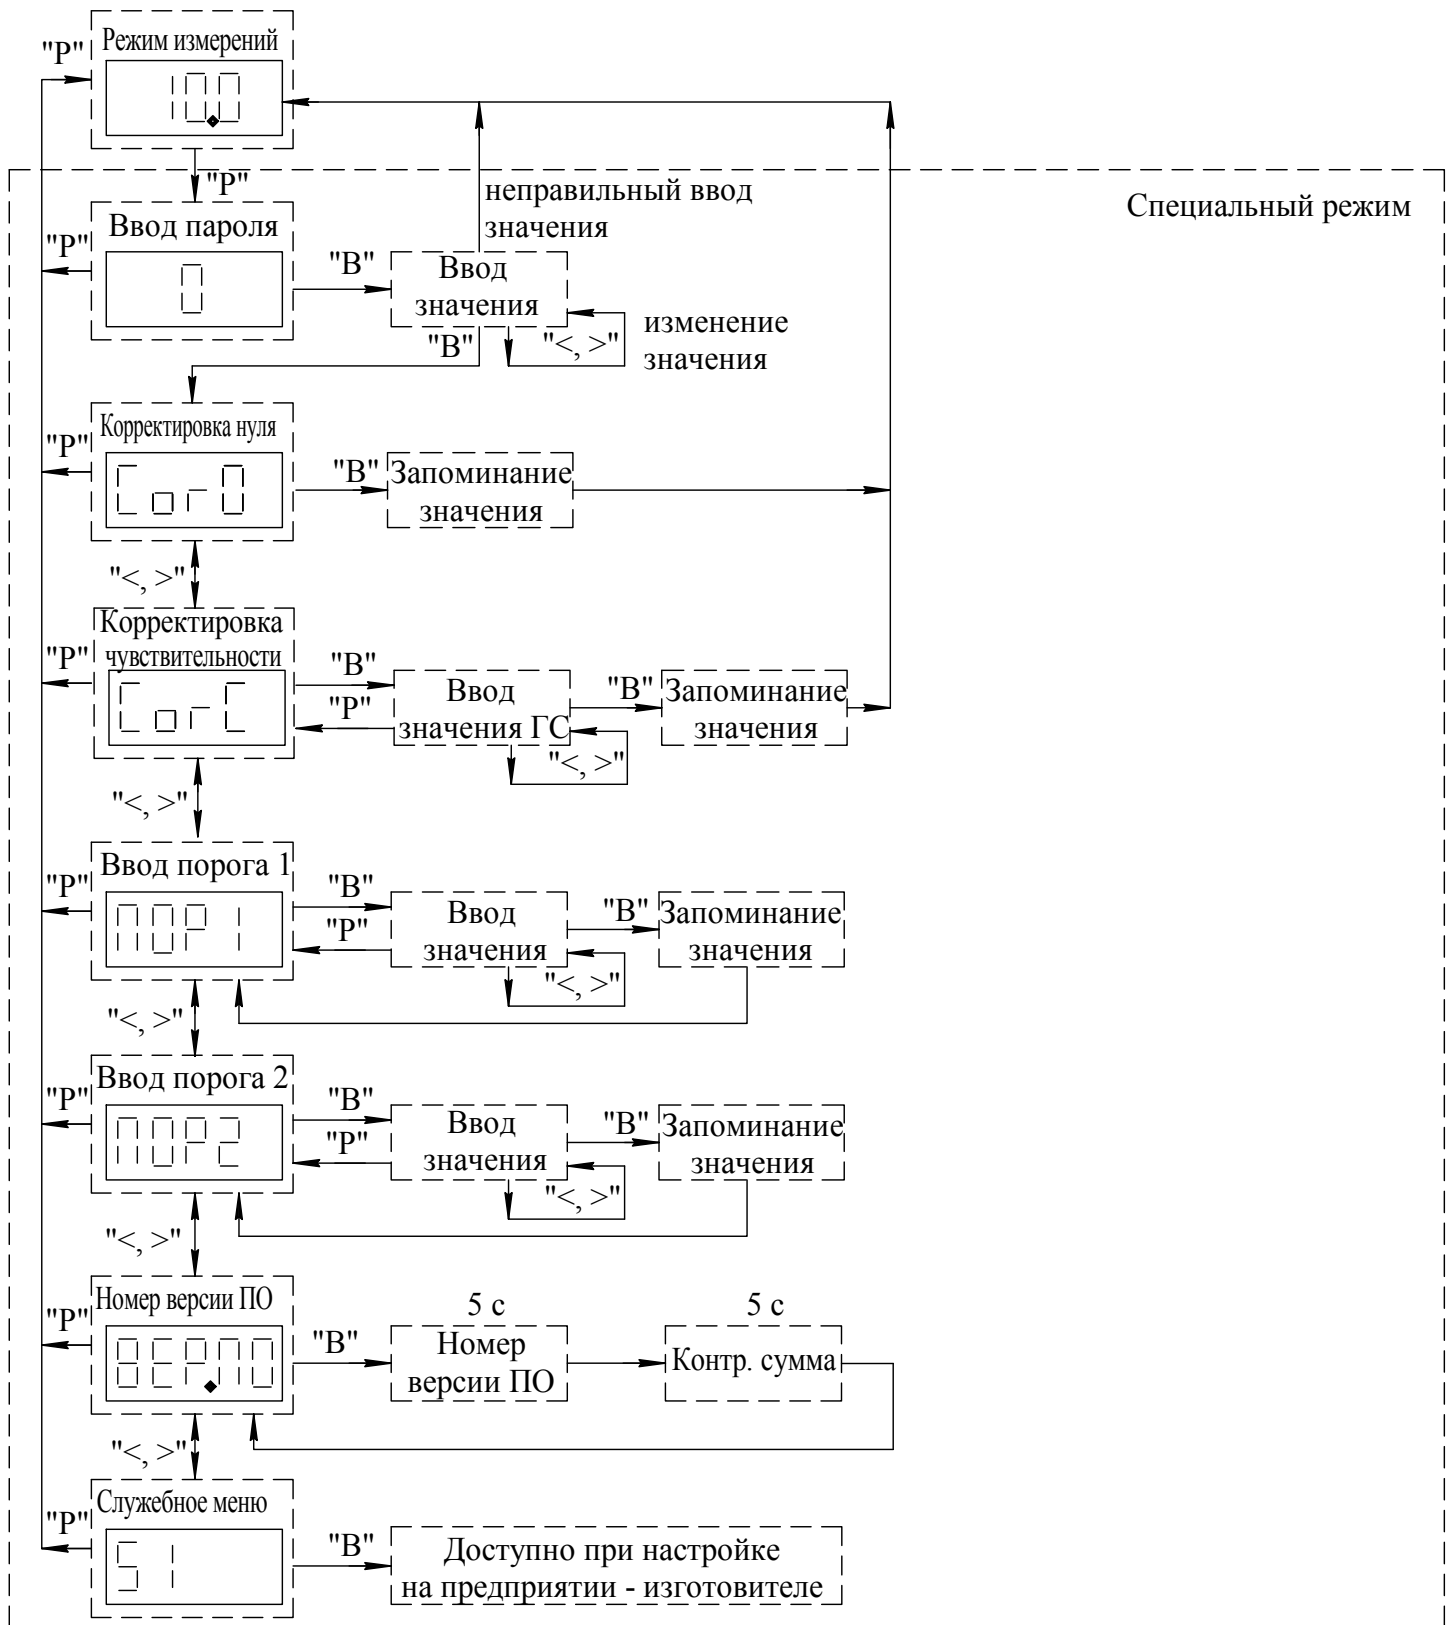 "Р"
Режим измерений
10.0
"Р"
Специальный режим
неправильный ввод
значения
Ввод пароля
"Р"
0
"В"
Ввод
значения
"В"
"<, >"
изменение
значения
Корректировка нуля
"Р"
Cor0
"В"
Запоминание
значения
"<, >"
Корректировка
чувствительности
"Р"
CorC
"В"
"Р"
Ввод
значения ГС
"<, >"
"В"
Запоминание
значения
"<, >"
Ввод порога 1
"Р"
ПОР1
"В"
"Р"
Ввод
значения
"<, >"
"В"
Запоминание
значения
"<, >"
Ввод порога 2
"Р"
ПОР2
"В"
"Р"
Ввод
значения
"<, >"
"В"
Запоминание
значения
"<, >"
Номер версии ПО
"Р"
ВЕР.ПО
"В"
5 с
Номер
версии ПО
5 с
Контр. сумма
"<, >"
Служебное меню
"Р"
S1
"В"
Доступно при настройке
на предприятии - изготовителе